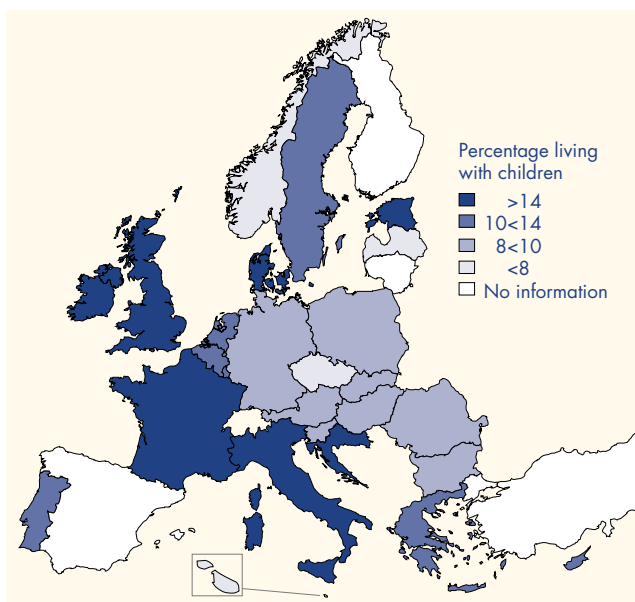 Percentage living
with children
>14
10<14
8<10
<8
No information